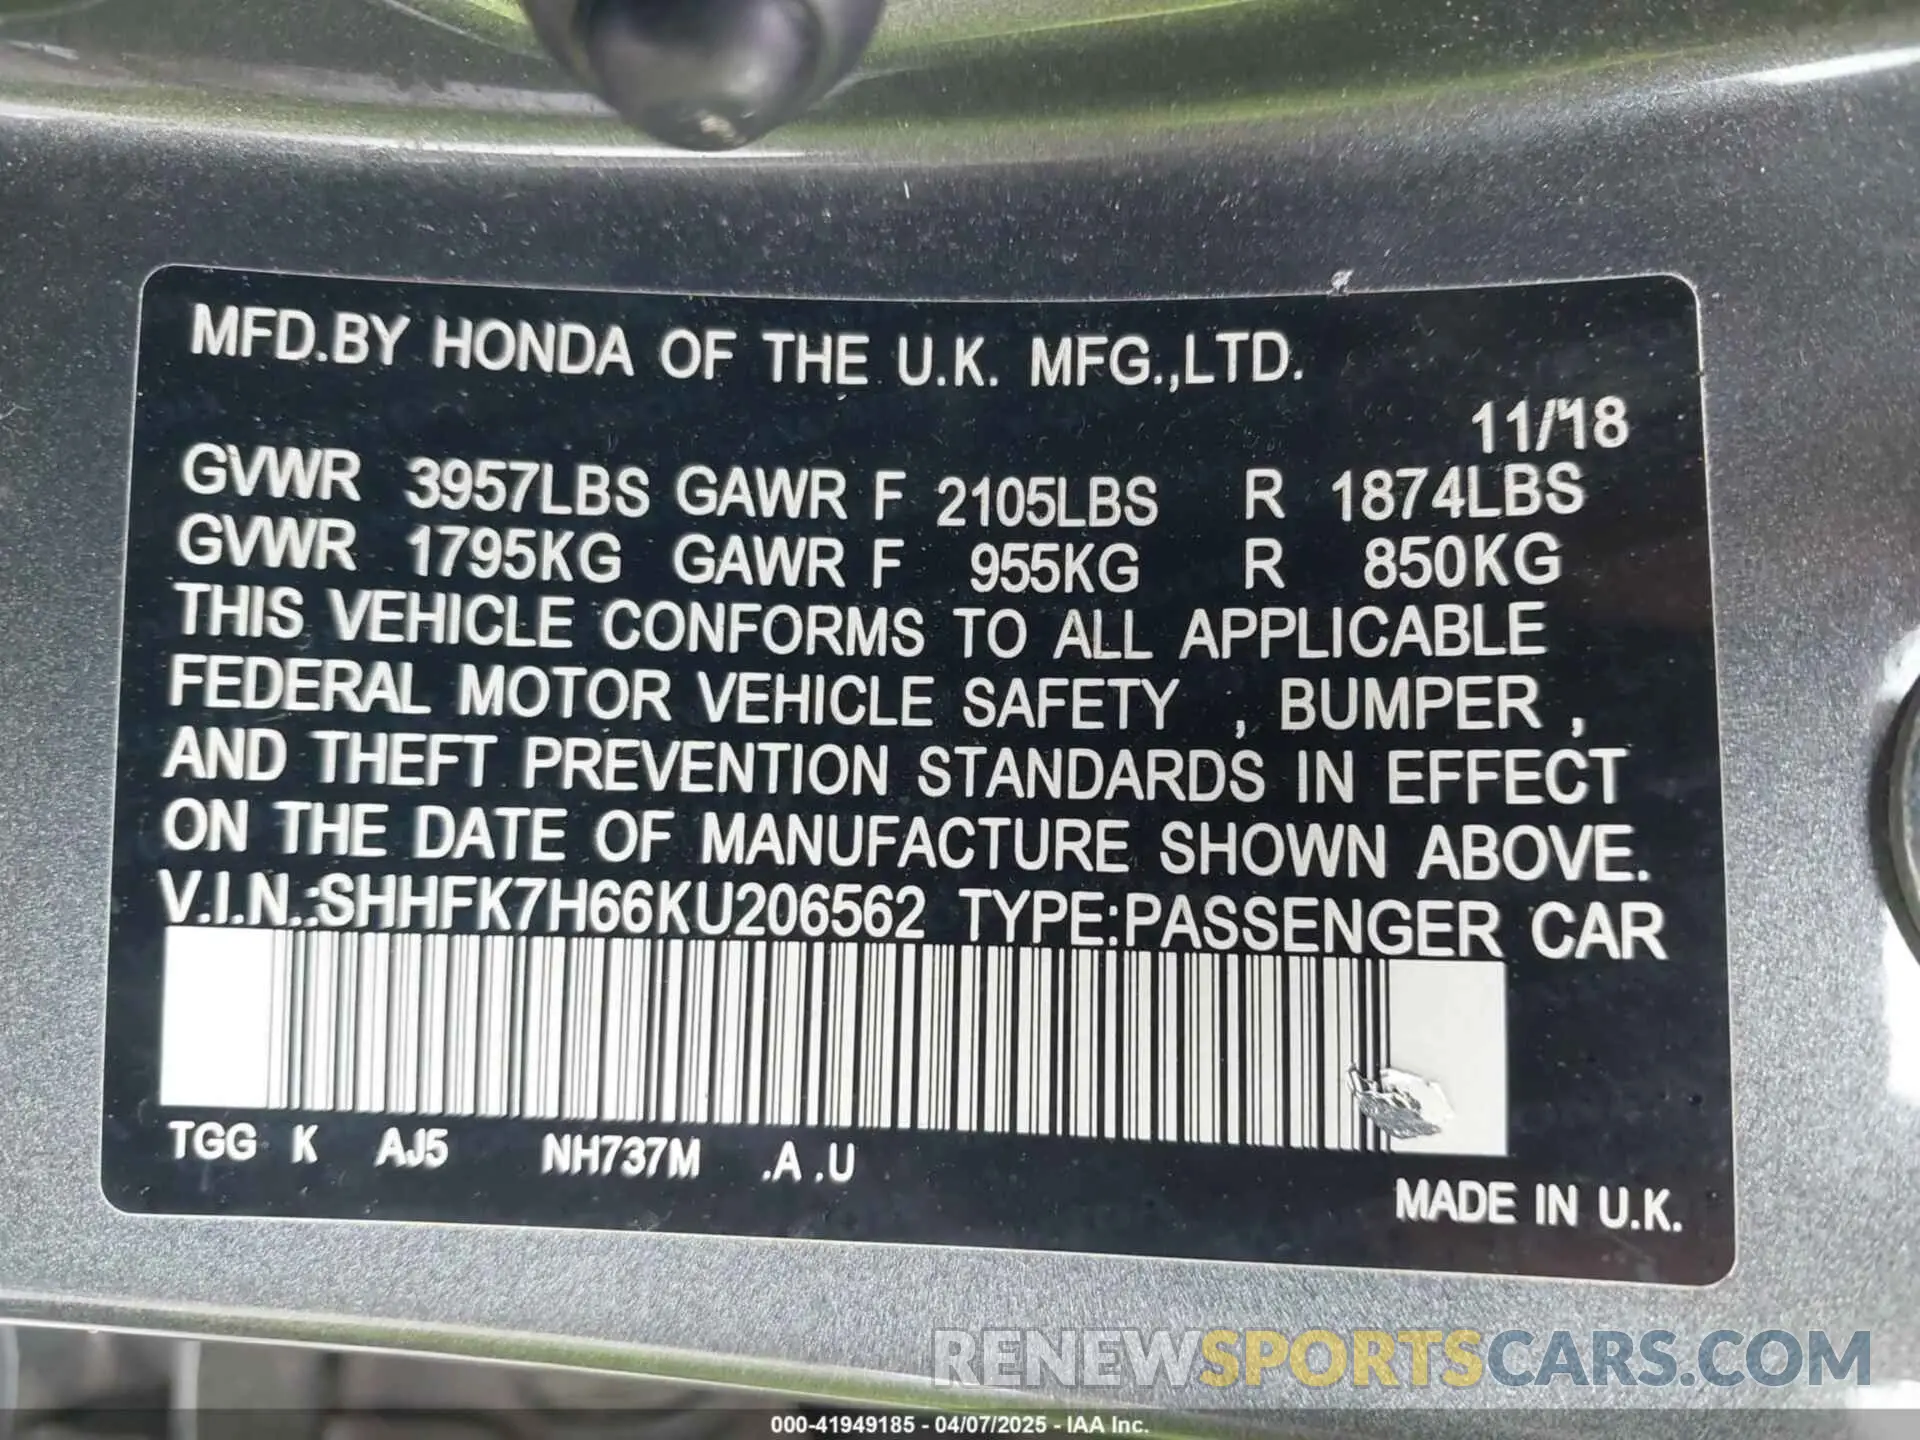 MFD.BY HONDA OF THE U.K. MFG.,LTD.
11/18
GVWR 3957LBS GAWR F 2105LBS R 1874LBS
GVWR 1795KG GAWR F 955KG R 850KG
THIS VEHICLE CONFORMS TO ALL APPLICABLE
FEDERAL MOTOR VEHICLE SAFETY , BUMPER ,
AND THEFT PREVENTION STANDARDS IN EFFECT
ON THE DATE OF MANUFACTURE SHOWN ABOVE.
V.I.N.:SHHFK7H66KU206562 TYPE:PASSENGER CAR
TGG K AJ5 NH737M .A .U
MADE IN U.K.
RENEWSPORTSCARS.COM
000-41949185 - 04/07/2025 - IAA Inc.